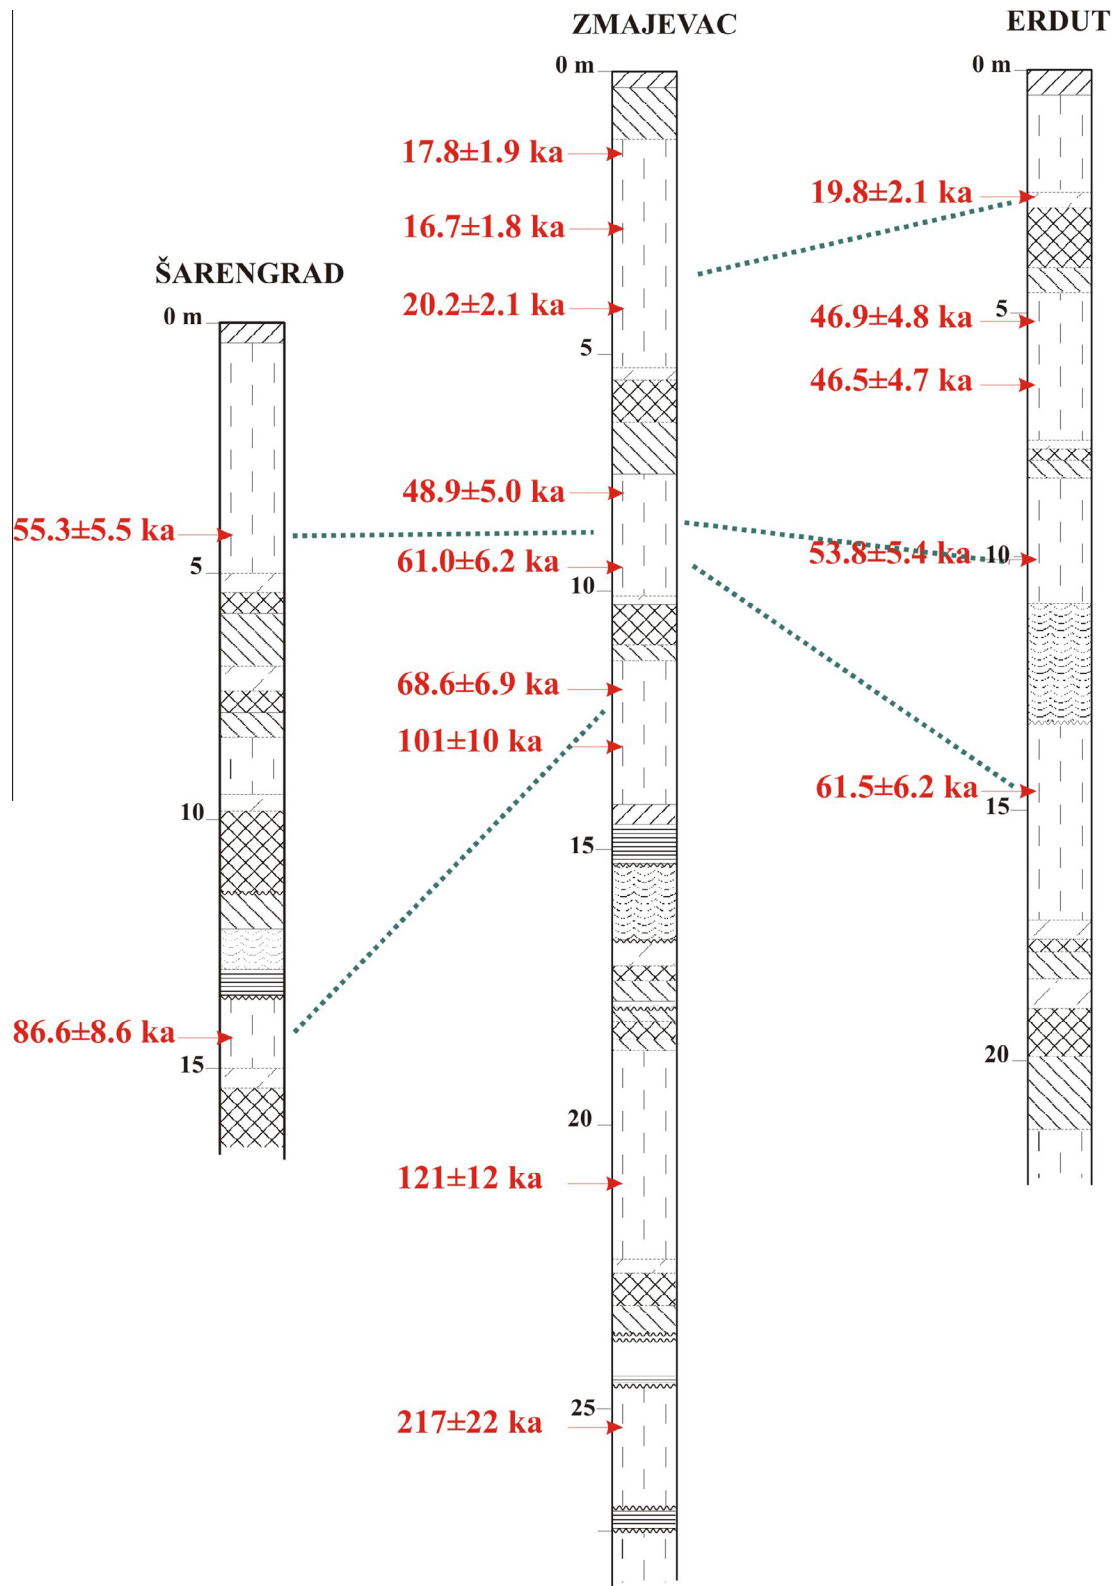 ZMAJEVAC
ERDUT
ŠARENGRAD
0 m
55.3±5.5 ka
5
10
86.6±8.6 ka
15
0 m
17.8±1.9 ka
16.7±1.8 ka
20.2±2.1 ka
5
48.9±5.0 ka
61.0±6.2 ka
10
68.6±6.9 ka
101±10 ka
15
20
121±12 ka
25
217±22 ka
0 m
19.8±2.1 ka
5
46.9±4.8 ka
46.5±4.7 ka
10
53.8±5.4 ka
61.5±6.2 ka
15
20